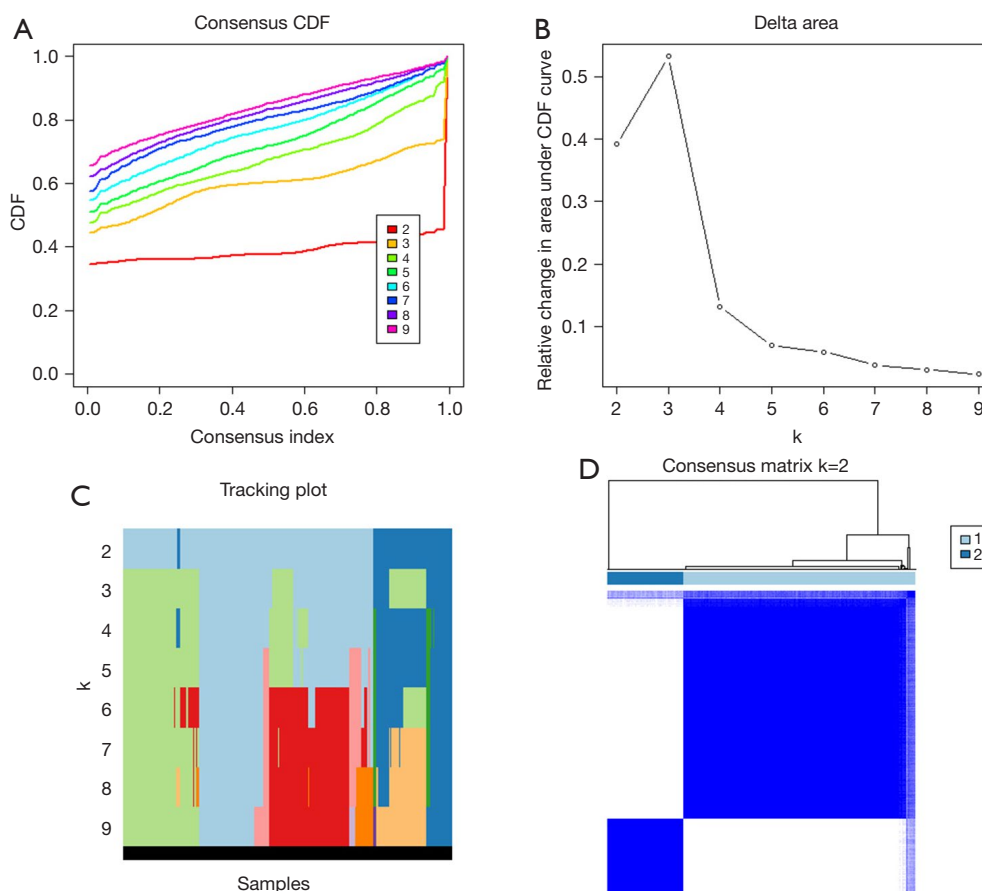 A
Consensus CDF
1.0
0.8
0.6
0.4
0.2
0.0
CDF
2
3
4
5
6
7
8
9
0.0 0.2 0.4 0.6 0.8 1.0
Consensus index
B
Delta area
Relative change in area under CDF curve
0.5
0.4
0.3
0.2
0.1
2 3 4 5 6 7 8 9
k
C
Tracking plot
k
2
3
4
5
6
7
8
9
Samples
D
Consensus matrix k=2
1
2